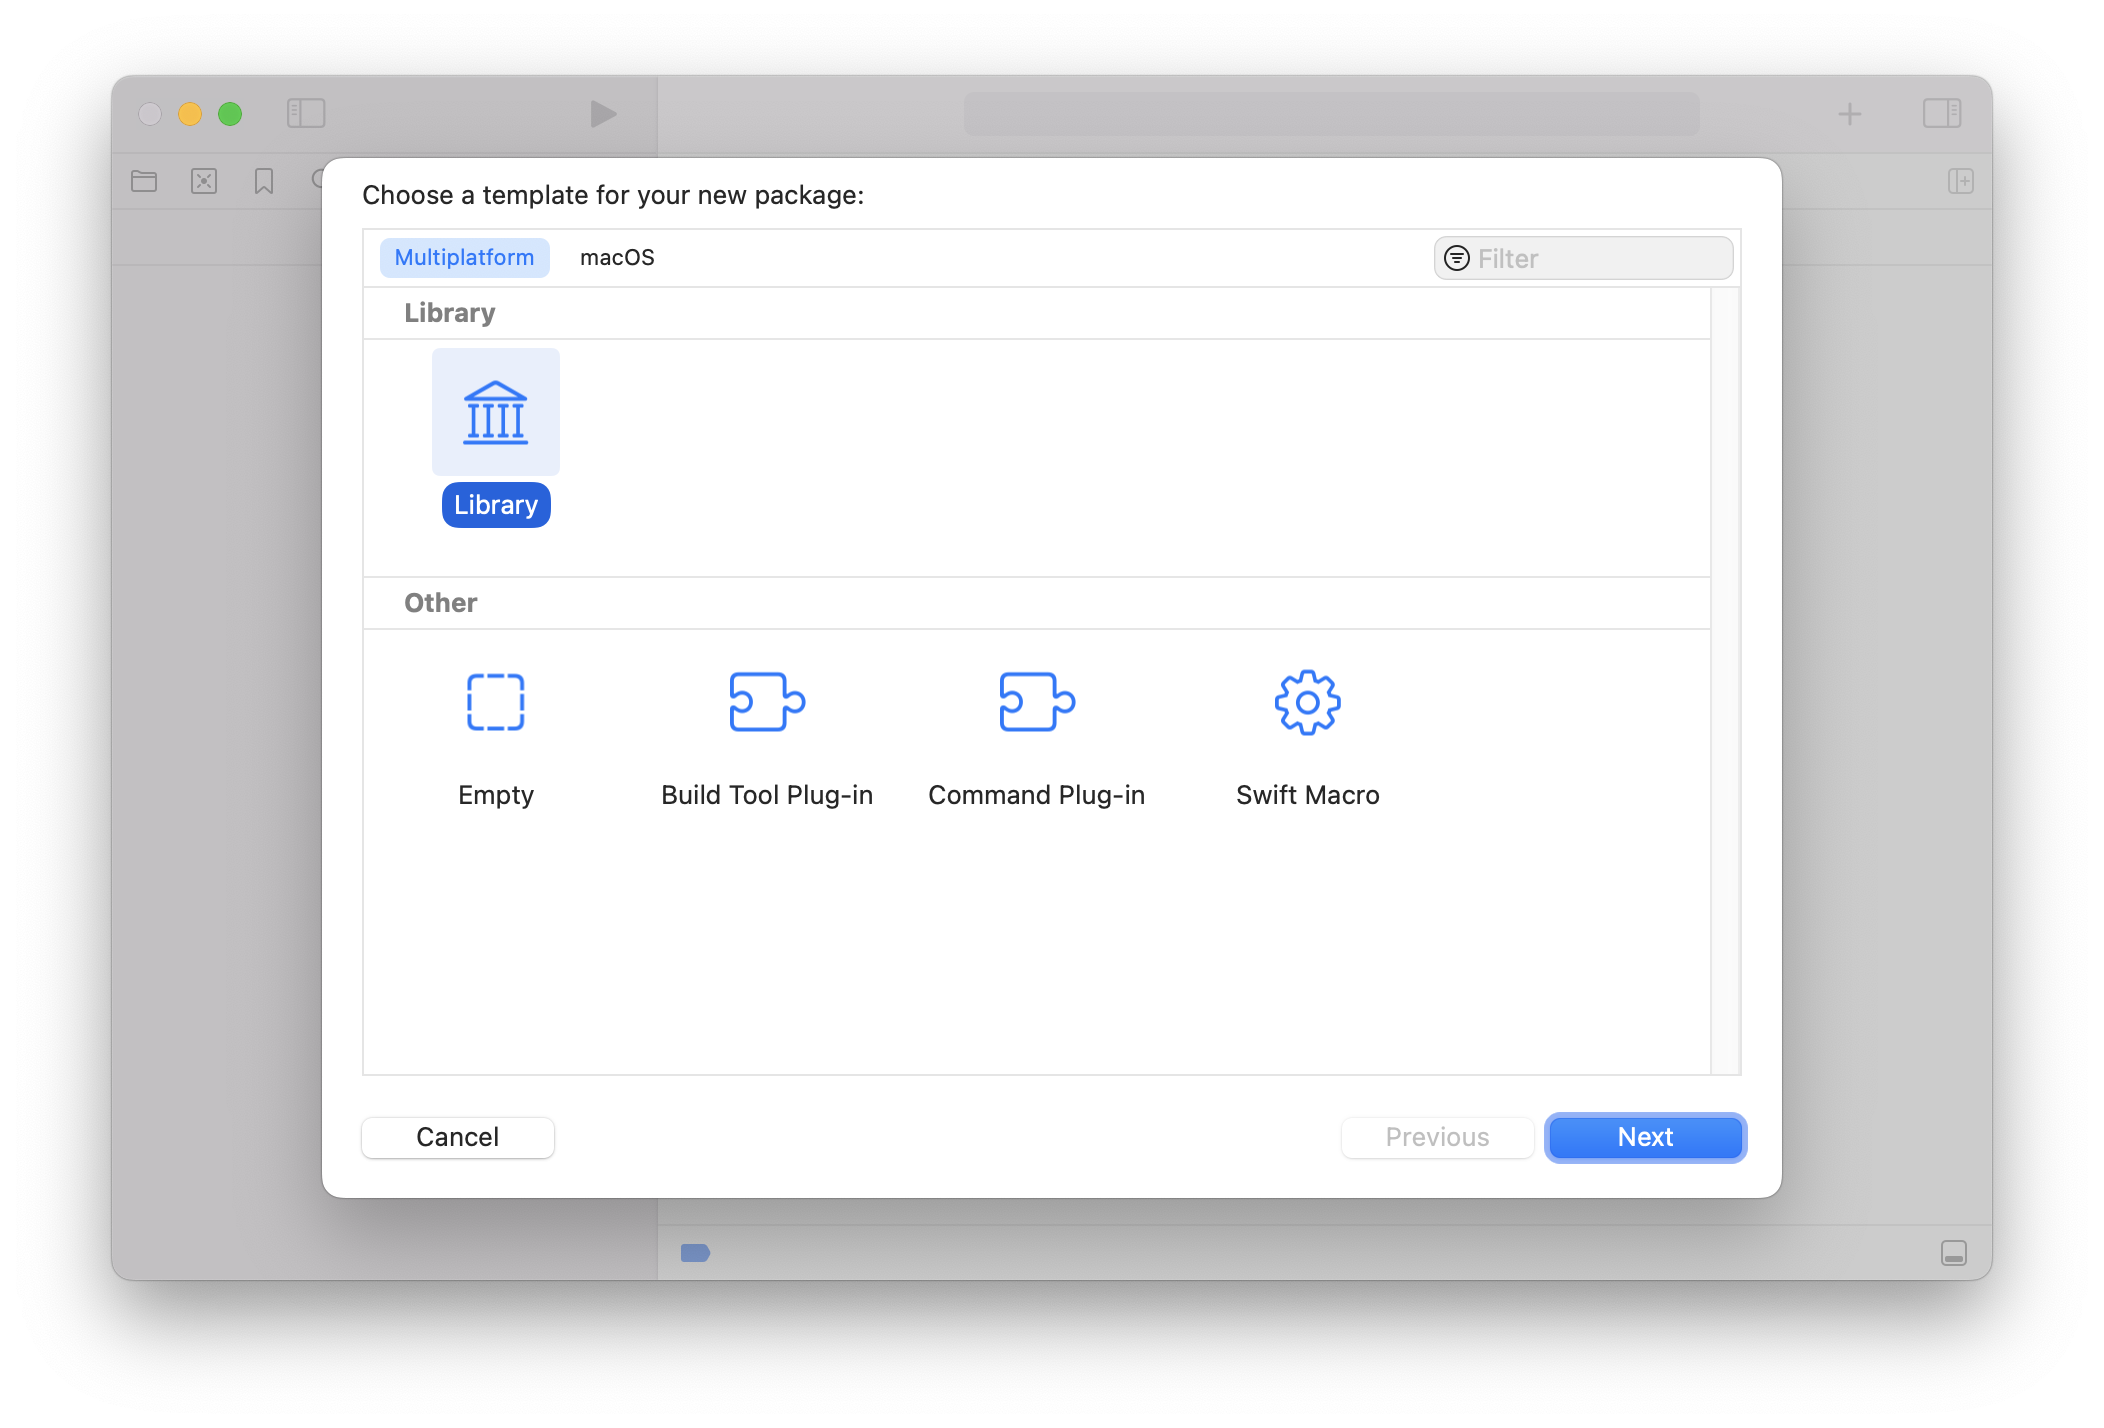 Choose a template for your new package:
Multiplatform macOS Filter
Library
Library
Other
Empty Build Tool Plug-in Command Plug-in Swift Macro
Cancel Previous Next